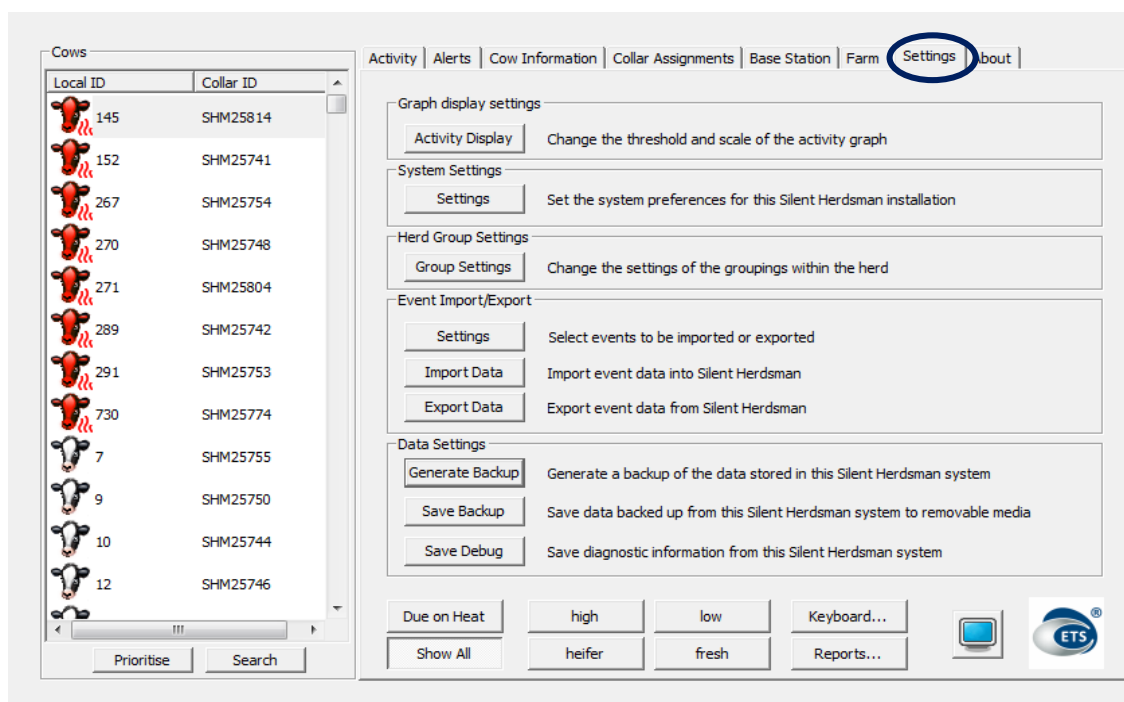 Cows
Local ID Collar ID
145 SHM25814
152 SHM25741
267 SHM25754
270 SHM25748
271 SHM25804
289 SHM25742
291 SHM25753
730 SHM25774
7 SHM25755
9 SHM25750
10 SHM25744
12 SHM25746
Prioritise Search
Activity Alerts Cow Information Collar Assignments Base Station Farm Settings About
Graph display settings
Activity Display Change the threshold and scale of the activity graph
System Settings
Settings Set the system preferences for this Silent Herdsman installation
Herd Group Settings
Group Settings Change the settings of the groupings within the herd
Event Import/Export
Settings Select events to be imported or exported
Import Data Import event data into Silent Herdsman
Export Data Export event data from Silent Herdsman
Data Settings
Generate Backup Generate a backup of the data stored in this Silent Herdsman system
Save Backup Save data backed up from this Silent Herdsman system to removable media
Save Debug Save diagnostic information from this Silent Herdsman system
Due on Heat high low Keyboard...
Show All heifer fresh Reports...
ETS ®